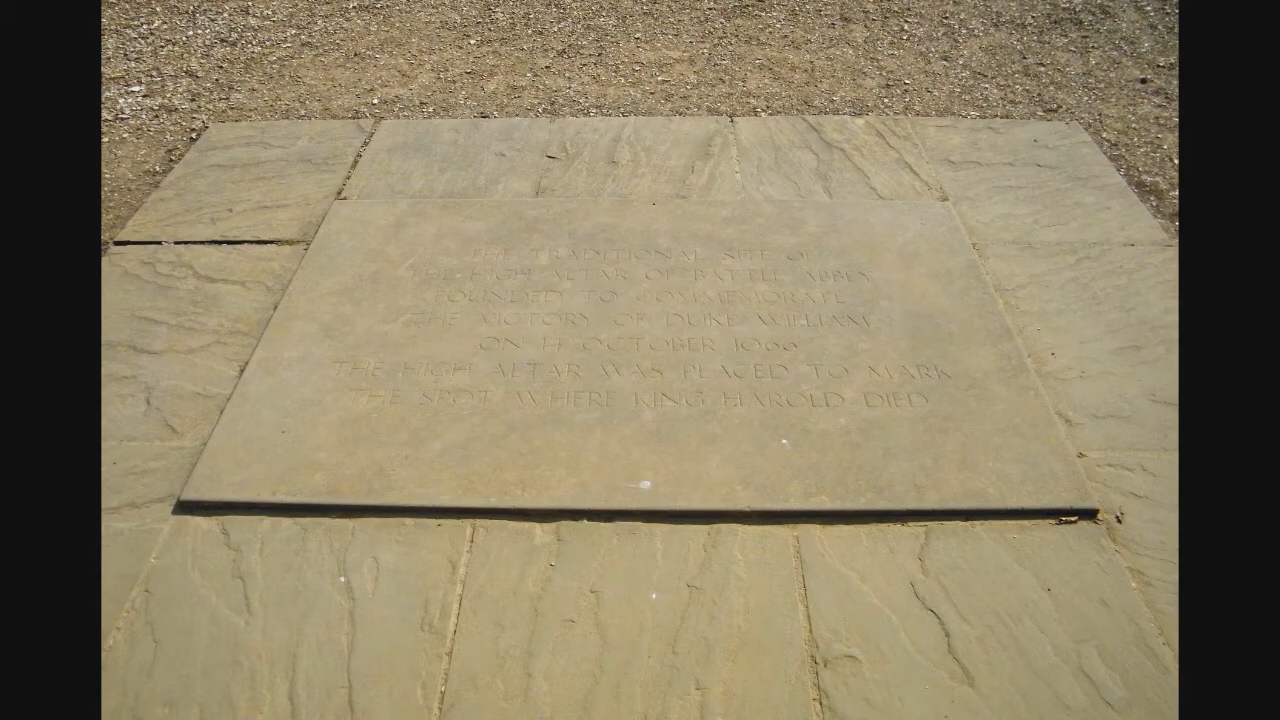 THE TRADITIONAL SITE OF
THE HIGH ALTAR OF BATTLE ABBEY
FOUNDED TO COMMEMORATE
THE VICTORY OF DUKE WILLIAM
ON 14 OCTOBER 1066
THE HIGH ALTAR WAS PLACED TO MARK
THE SPOT WHERE KING HAROLD DIED